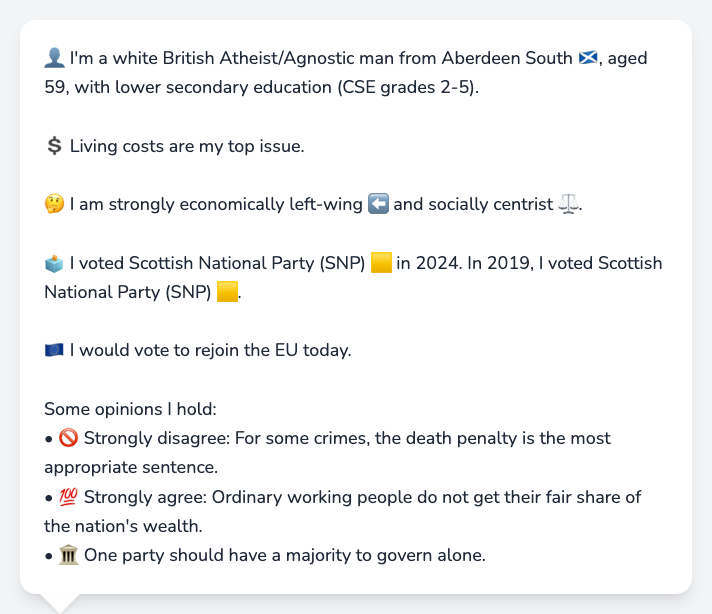 👤 I'm a white British Atheist/Agnostic man from Aberdeen South 🏴󠁧󠁢󠁳󠁣󠁴󠁿, aged
59, with lower secondary education (CSE grades 2-5).
💲 Living costs are my top issue.
🤔 I am strongly economically left-wing ⬅️ and socially centrist ⚖️.
🗳️ I voted Scottish National Party (SNP) 🟨 in 2024. In 2019, I voted Scottish
National Party (SNP) 🟨.
🇪🇺 I would vote to rejoin the EU today.
Some opinions I hold:
• 🚫 Strongly disagree: For some crimes, the death penalty is the most
appropriate sentence.
• 💯 Strongly agree: Ordinary working people do not get their fair share of
the nation's wealth.
• 🏛️ One party should have a majority to govern alone.